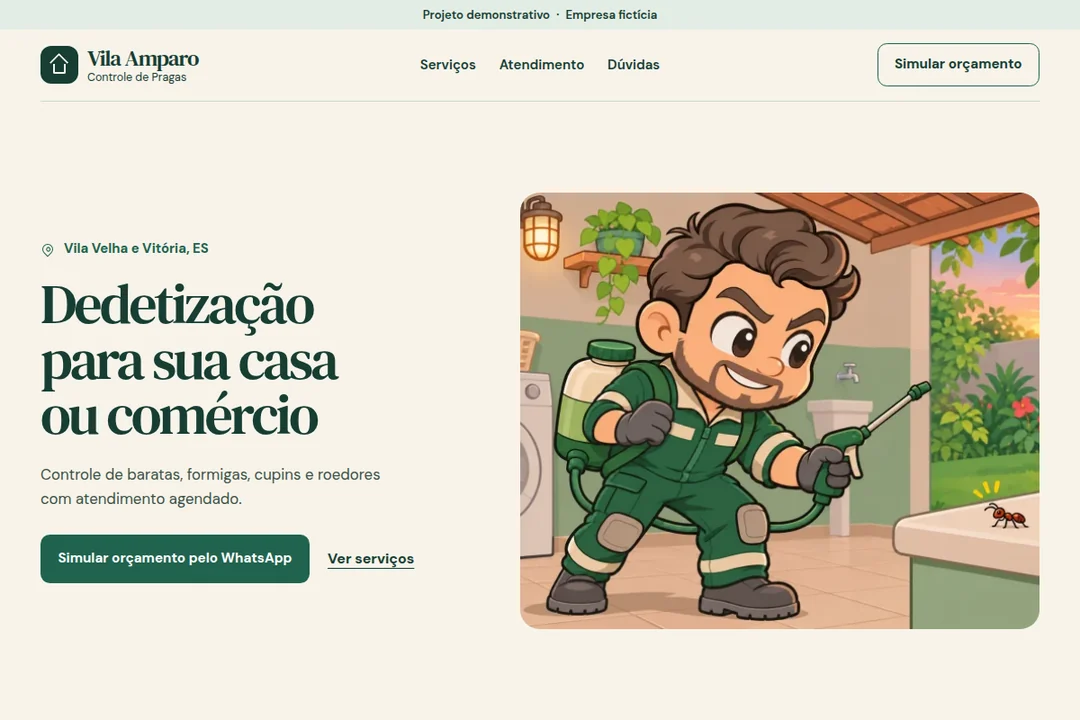 Projeto demonstrativo · Empresa fictícia
Vila Amparo
Controle de Pragas
Serviços
Atendimento
Dúvidas
Simular orçamento
Vila Velha e Vitória, ES
Dedetização
para sua casa
ou comércio
Controle de baratas, formigas, cupins e roedores
com atendimento agendado.
Simular orçamento pelo WhatsApp
Ver serviços